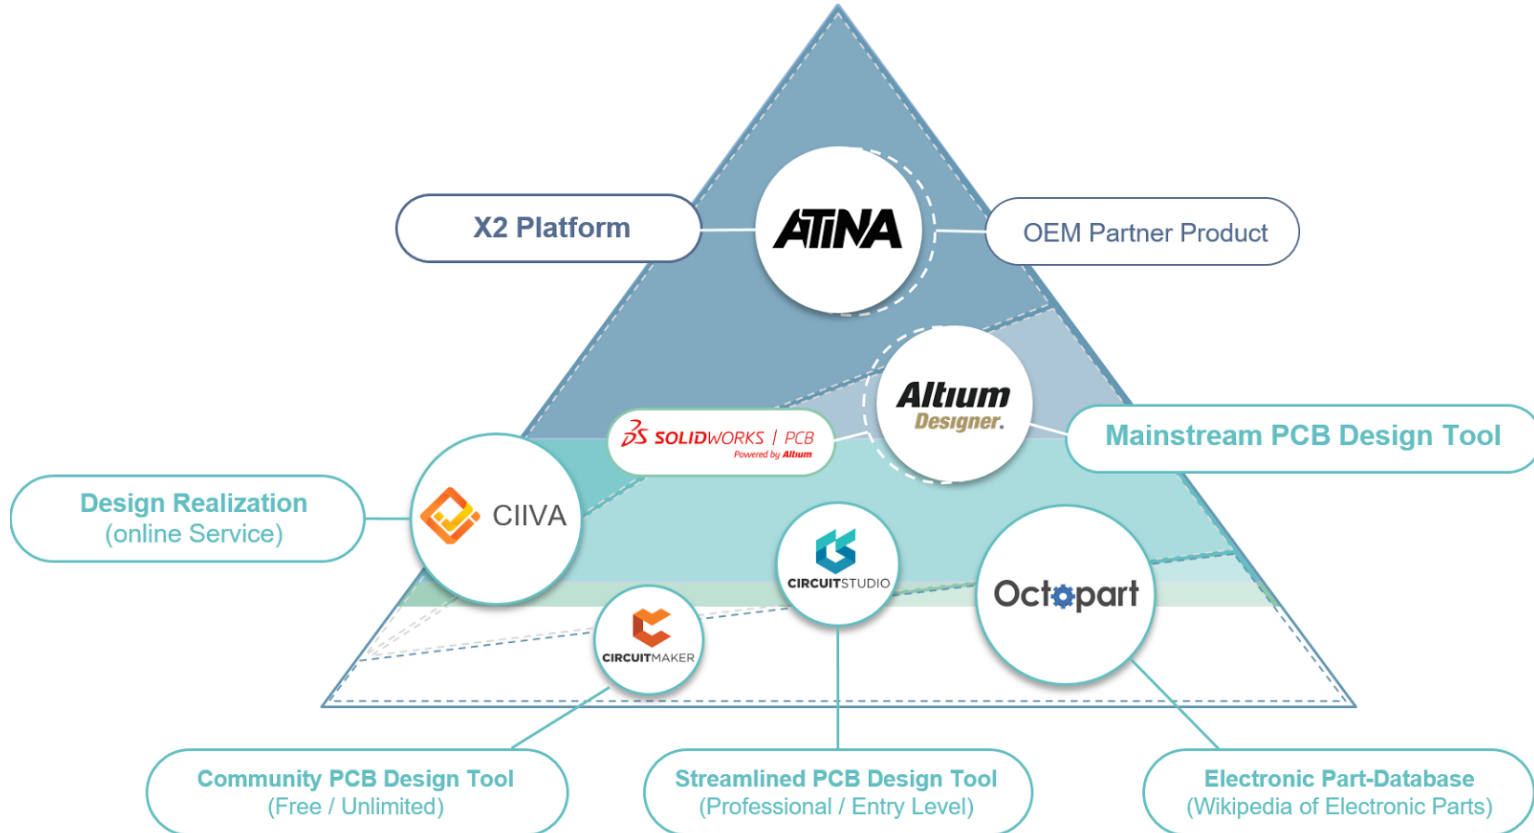 X2 Platform
ATINA
OEM Partner Product
Altıum
Designer.
SOLIDWORKS | PCB
Powered by Altıum
Mainstream PCB Design Tool
Design Realization
(online Service)
CIIVA
CIRCUITSTUDIO
Octopart
CIRCUITMAKER
Community PCB Design Tool
(Free / Unlimited)
Streamlined PCB Design Tool
(Professional / Entry Level)
Electronic Part-Database
(Wikipedia of Electronic Parts)